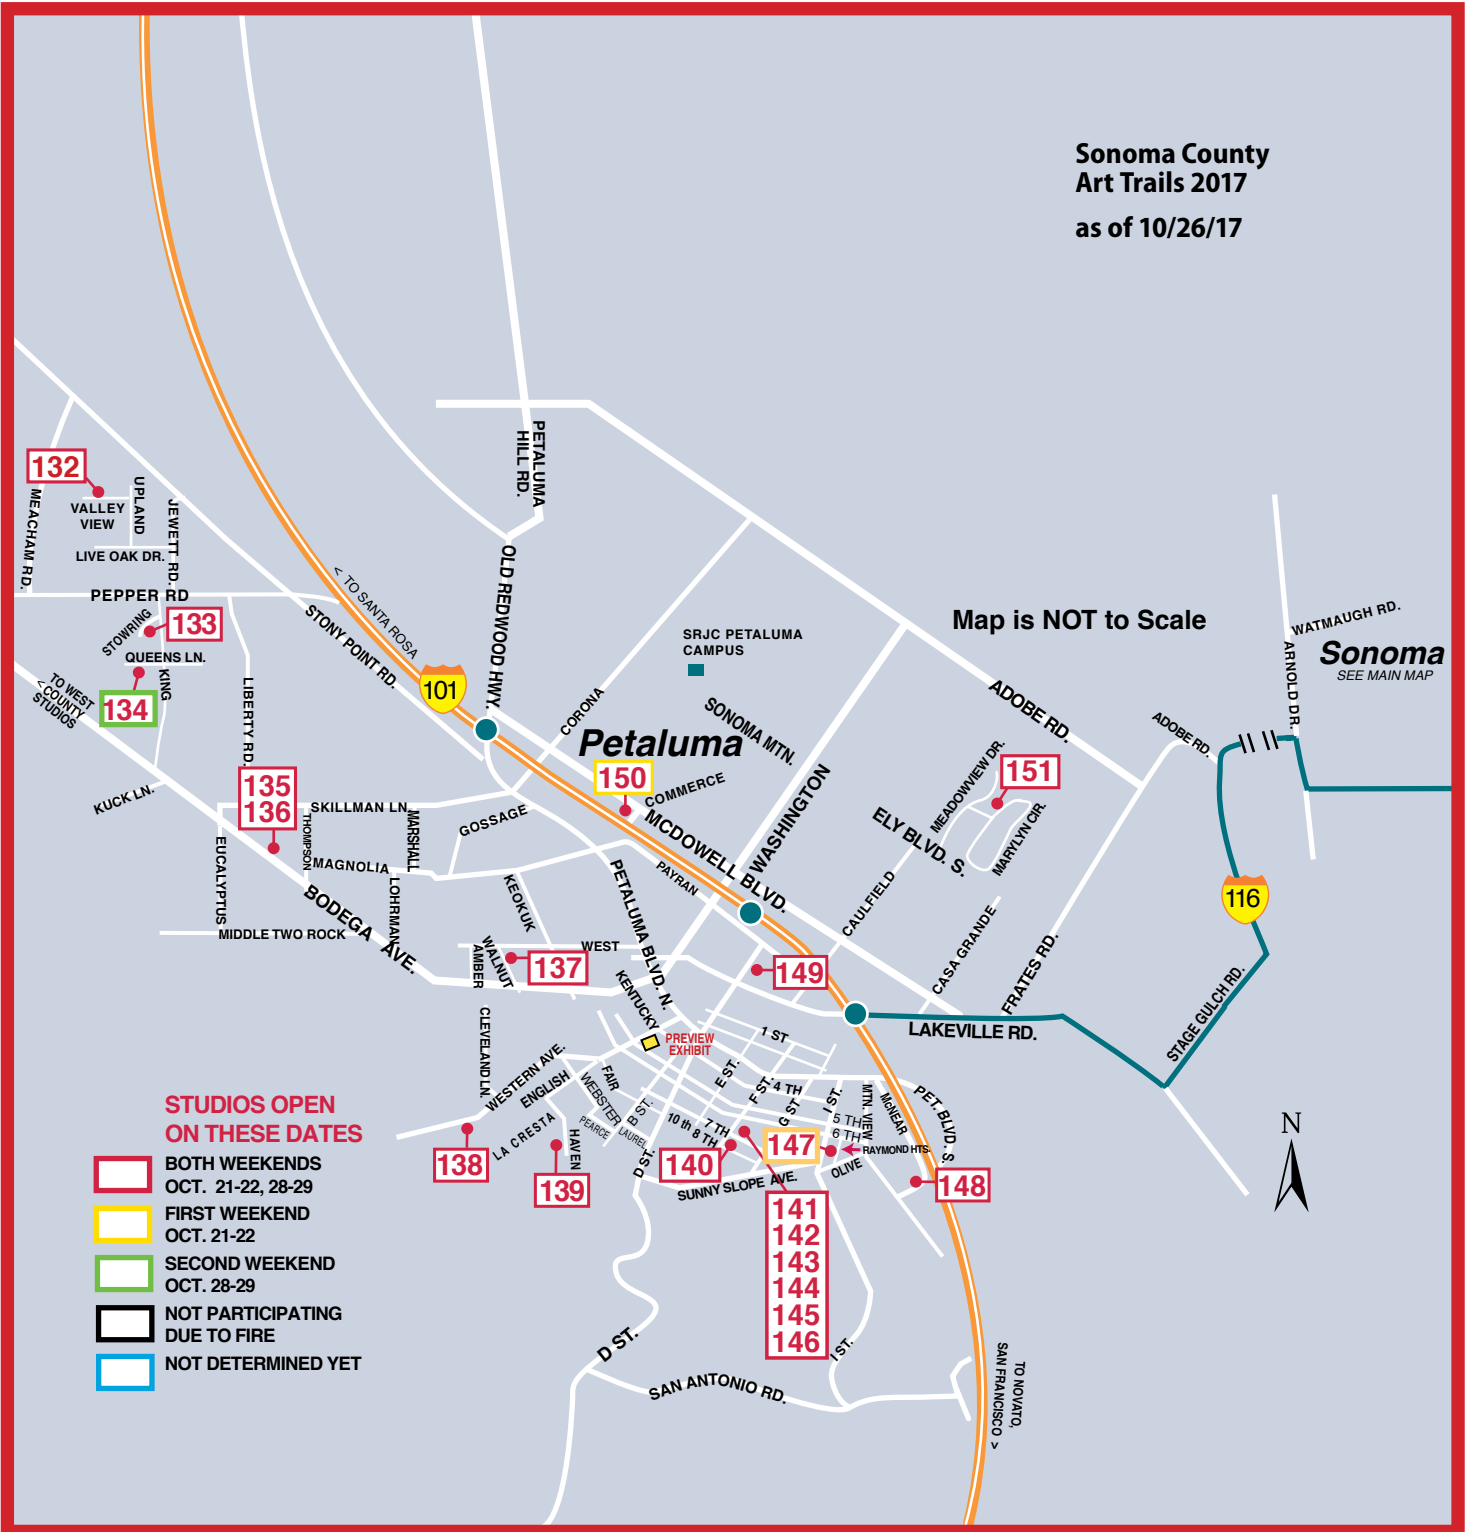 Sonoma County
Art Trails 2017
as of 10/26/17
PETALUMA
HILL RD.
132
MEACHAM RD.
VALLEY
VIEW
UPLAND
JEWETT RD.
LIVE OAK DR.
PEPPER RD
STOWRING
133
QUEENS LN.
KING
134
TO WEST
< COUNTY
STUDIOS
LIBERTY RD.
STONY POINT RD.
< TO SANTA ROSA
101
OLD REDWOOD HWY.
CORONA
SRJC PETALUMA
CAMPUS
SONOMA MTN.
Petaluma
150
COMMERCE
Map is NOT to Scale
ADOBE RD.
ADOBE RD.
WATMAUGH RD.
ARNOLD DR.
Sonoma
SEE MAIN MAP
MEADOWVIEW DR.
151
MARYLYN CIR.
ELY BLVD. S.
KUCK LN.
135
136
SKILLMAN LN.
THOMPSON
MARSHALL
GOSSAGE
EUCALYPTUS
MAGNOLIA
LOHRMAN
BODEGA AVE.
MIDDLE TWO ROCK
KEOKUK
PETALUMA BLVD. N.
PAYRAN
MCDOWELL BLVD.
WASHINGTON
CAULFIELD
CASA GRANDE
FRATES RD.
116
STAGE GULCH RD.
LAKEVILLE RD.
WALNUT
AMBER
137
WEST
149
KENTUCKY
PREVIEW
EXHIBIT
1 ST
CLEVELAND LN.
WESTERN AVE.
ENGLISH
FAIR
WEBSTER
PEARCE
LAUREL
B ST.
D ST.
E ST.
F ST.
G ST
I ST.
4 TH
5 TH
6 TH
7 TH
10 th 8 TH
MTN. VIEW
McNEAR
PET. BLVD. S.
RAYMOND HTS.
OLIVE
LA CRESTA
HAVEN
138
139
140
147
148
SUNNY SLOPE AVE.
141
142
143
144
145
146
D ST.
I ST.
SAN ANTONIO RD.
TO NOVATO,
SAN FRANCISCO >
N
STUDIOS OPEN
ON THESE DATES
BOTH WEEKENDS
OCT. 21-22, 28-29
FIRST WEEKEND
OCT. 21-22
SECOND WEEKEND
OCT. 28-29
NOT PARTICIPATING
DUE TO FIRE
NOT DETERMINED YET